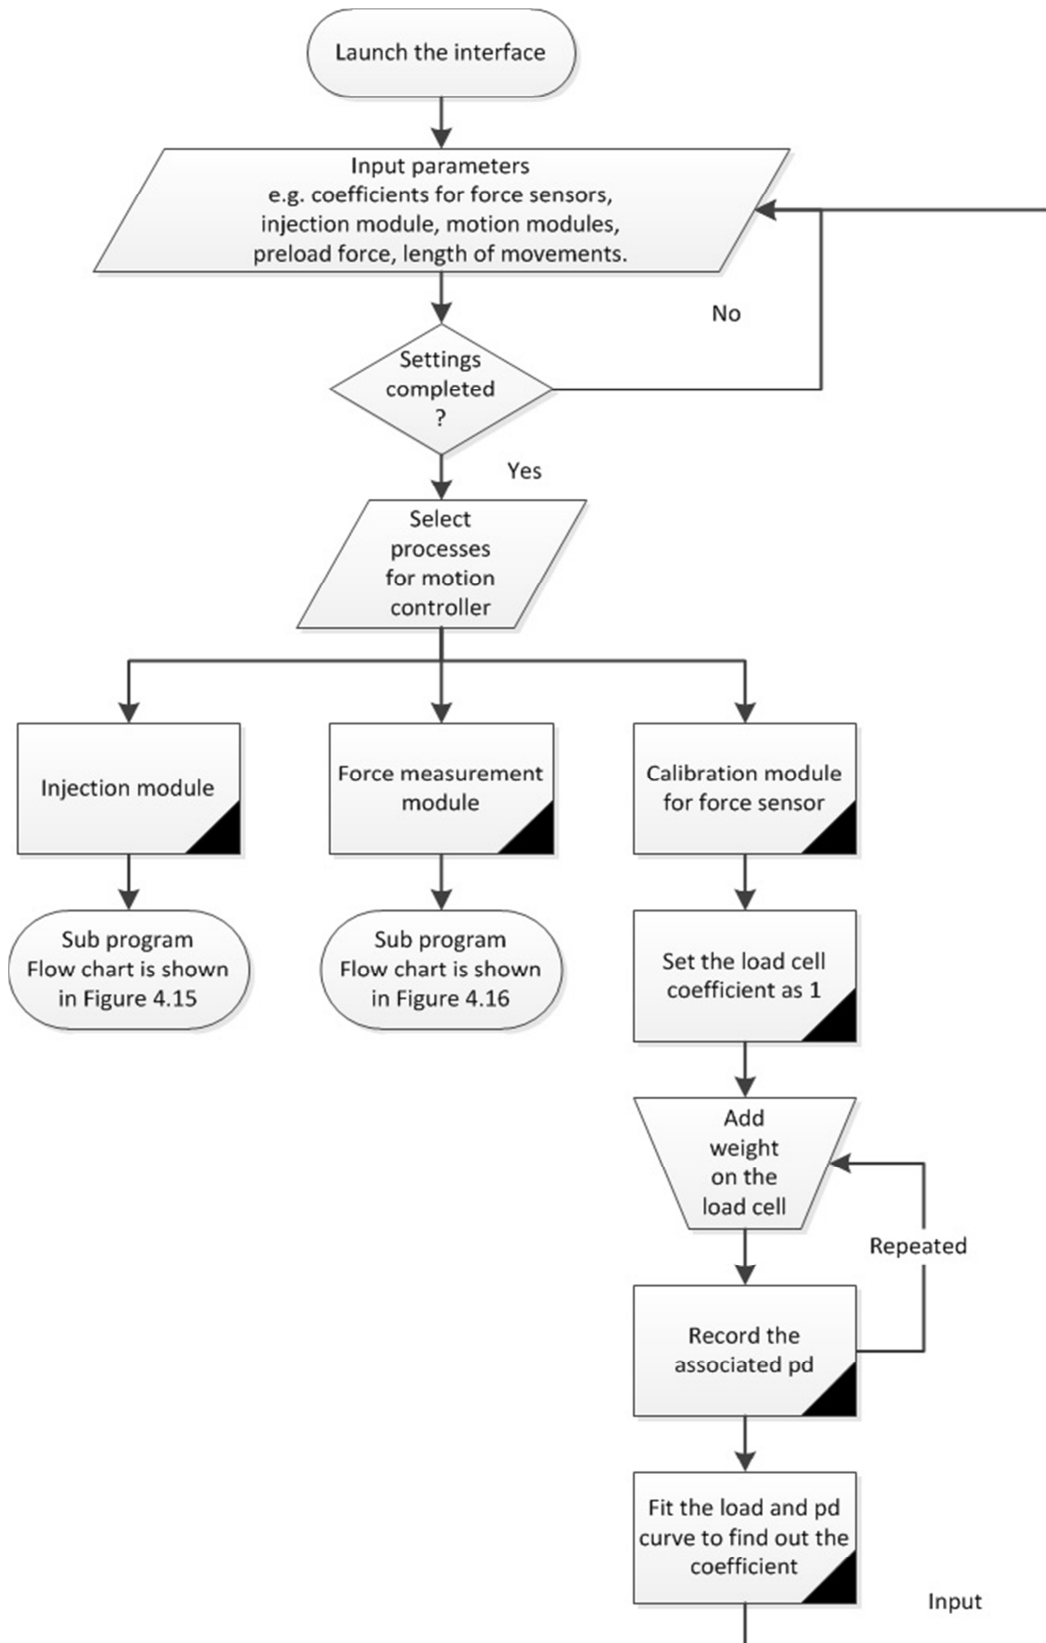 Launch the interface
Input parameters
e.g. coefficients for force sensors,
injection module, motion modules,
preload force, length of movements.
No
Settings
completed
?
Yes
Select
processes
for motion
controller
Injection module
Force measurement
module
Calibration module
for force sensor
Sub program
Flow chart is shown
in Figure 4.15
Sub program
Flow chart is shown
in Figure 4.16
Set the load cell
coefficient as 1
Add
weight
on the
load cell
Repeated
Record the
associated pd
Fit the load and pd
curve to find out the
coefficient
Input